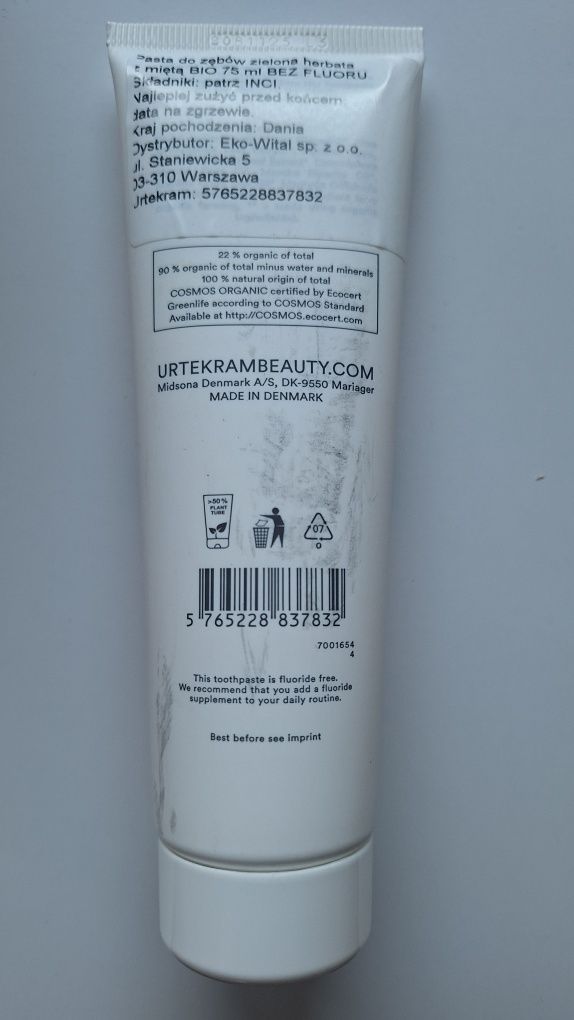 Pasta do zębów zielona herbata
z miętą BIO 75 ml BEZ FLUORU
Składniki: patrz INCI
Najlepiej zużyć przed końcem:
data na zgrzewie.
Kraj pochodzenia: Dania
Dystrybutor: Eko-Wital sp. z o.o.
ul. Staniewicka 5
03-310 Warszawa
Urtekram: 5765228837832
22 % organic of total
90 % organic of total minus water and minerals
100 % natural origin of total
COSMOS ORGANIC certified by Ecocert
Greenlife according to COSMOS Standard
Available at http://COSMOS.ecocert.com
URTEKRAMBEAUTY.COM
Midsona Denmark A/S, DK-9550 Mariager
MADE IN DENMARK
>50%
PLANT
TUBE
07
O
5 765228 837832
7001654
4
This toothpaste is fluoride free.
We recommend that you add a fluoride
supplement to your daily routine.
Best before see imprint